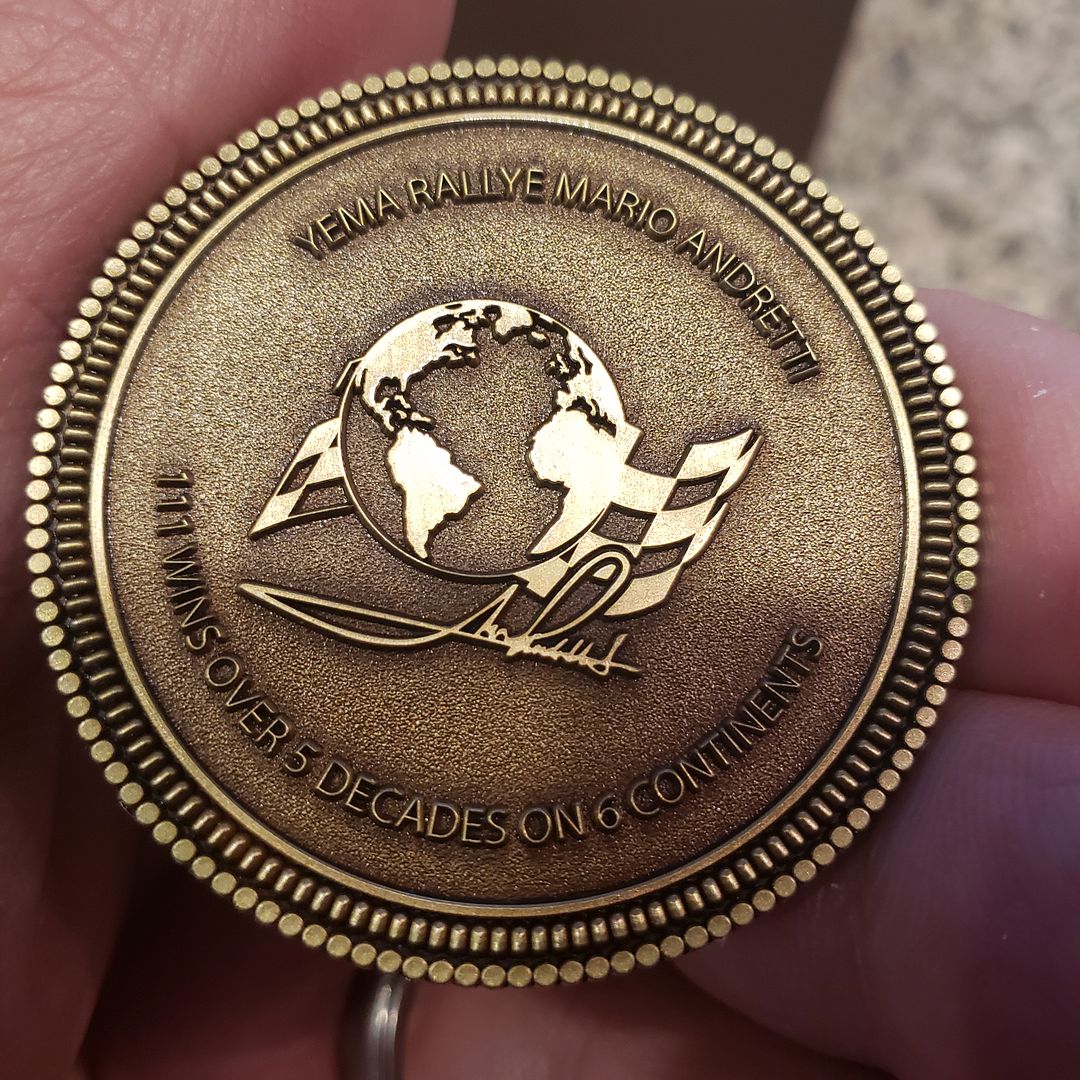 YEMA RALLYE MARIO ANDRETTI
111 WINS OVER 5 DECADES ON 6 CONTINENTS